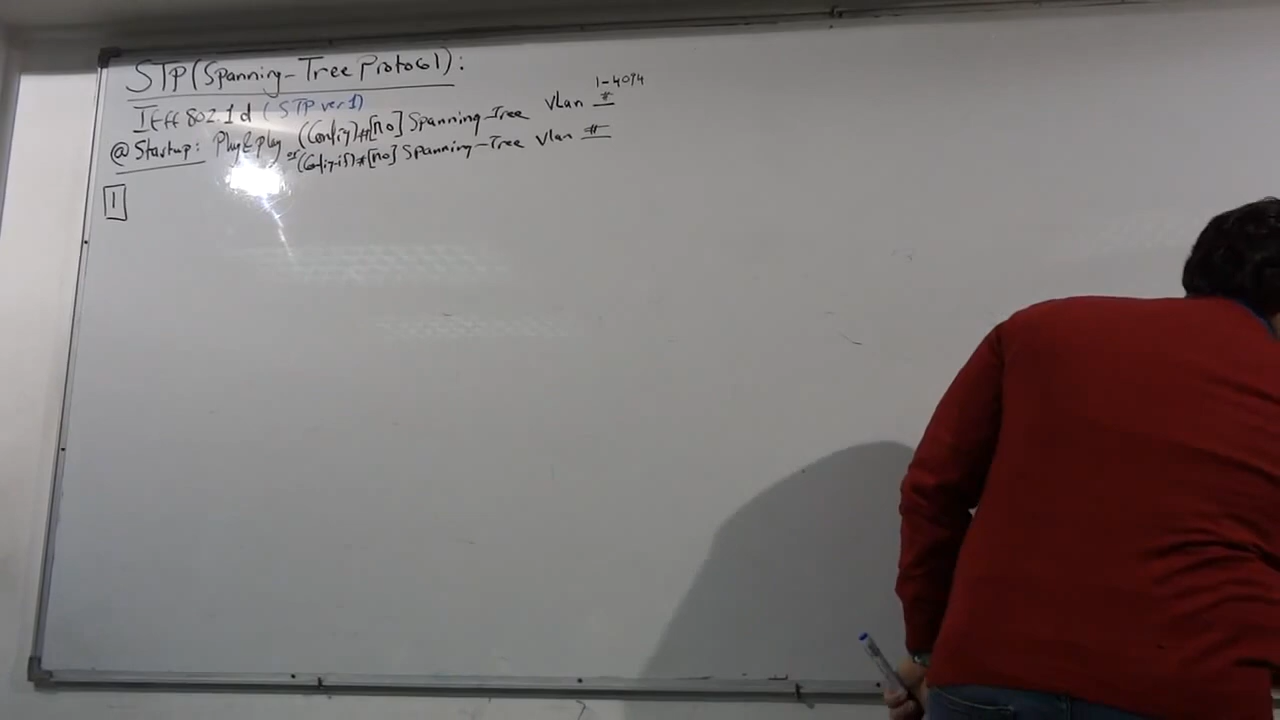 STP (Spanning-Tree Protocol):
IEEE 802.1d (STP ver1)
1-4094
@ Startup: Plug & play (Config)#[no] Spanning-Tree Vlan #
or (Config-if)#[no] Spanning-Tree Vlan #
1